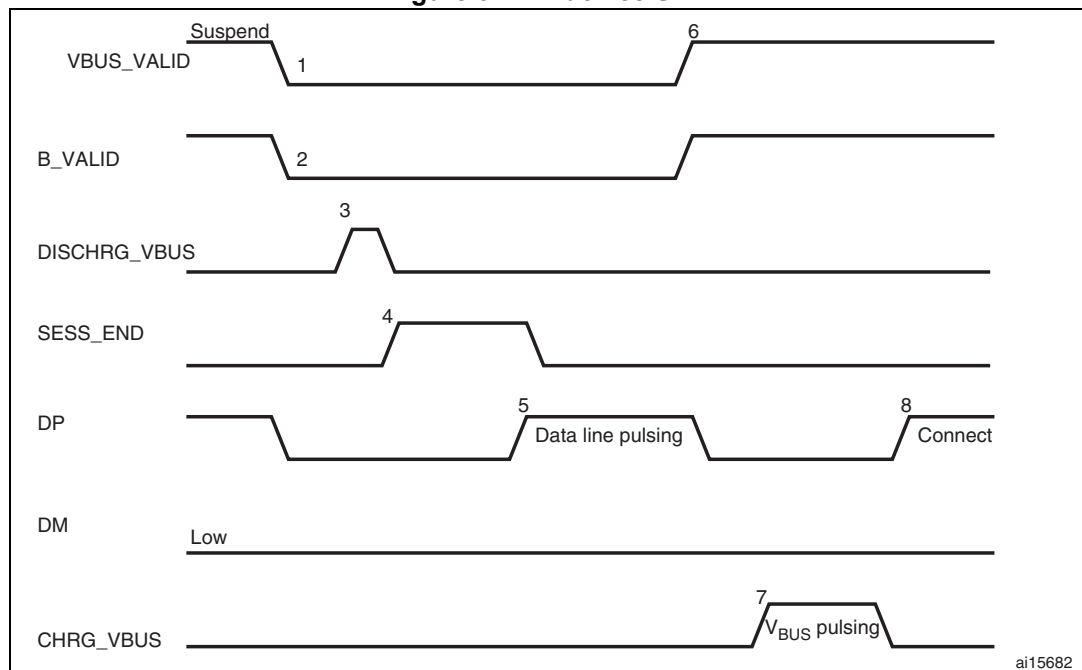 Suspend
6
VBUS_VALID
1
B_VALID
2
3
DISCHRG_VBUS
4
SESS_END
5
8
DP
Data line pulsing
Connect
DM
Low
7
VBUS pulsing
CHRG_VBUS
ai15682